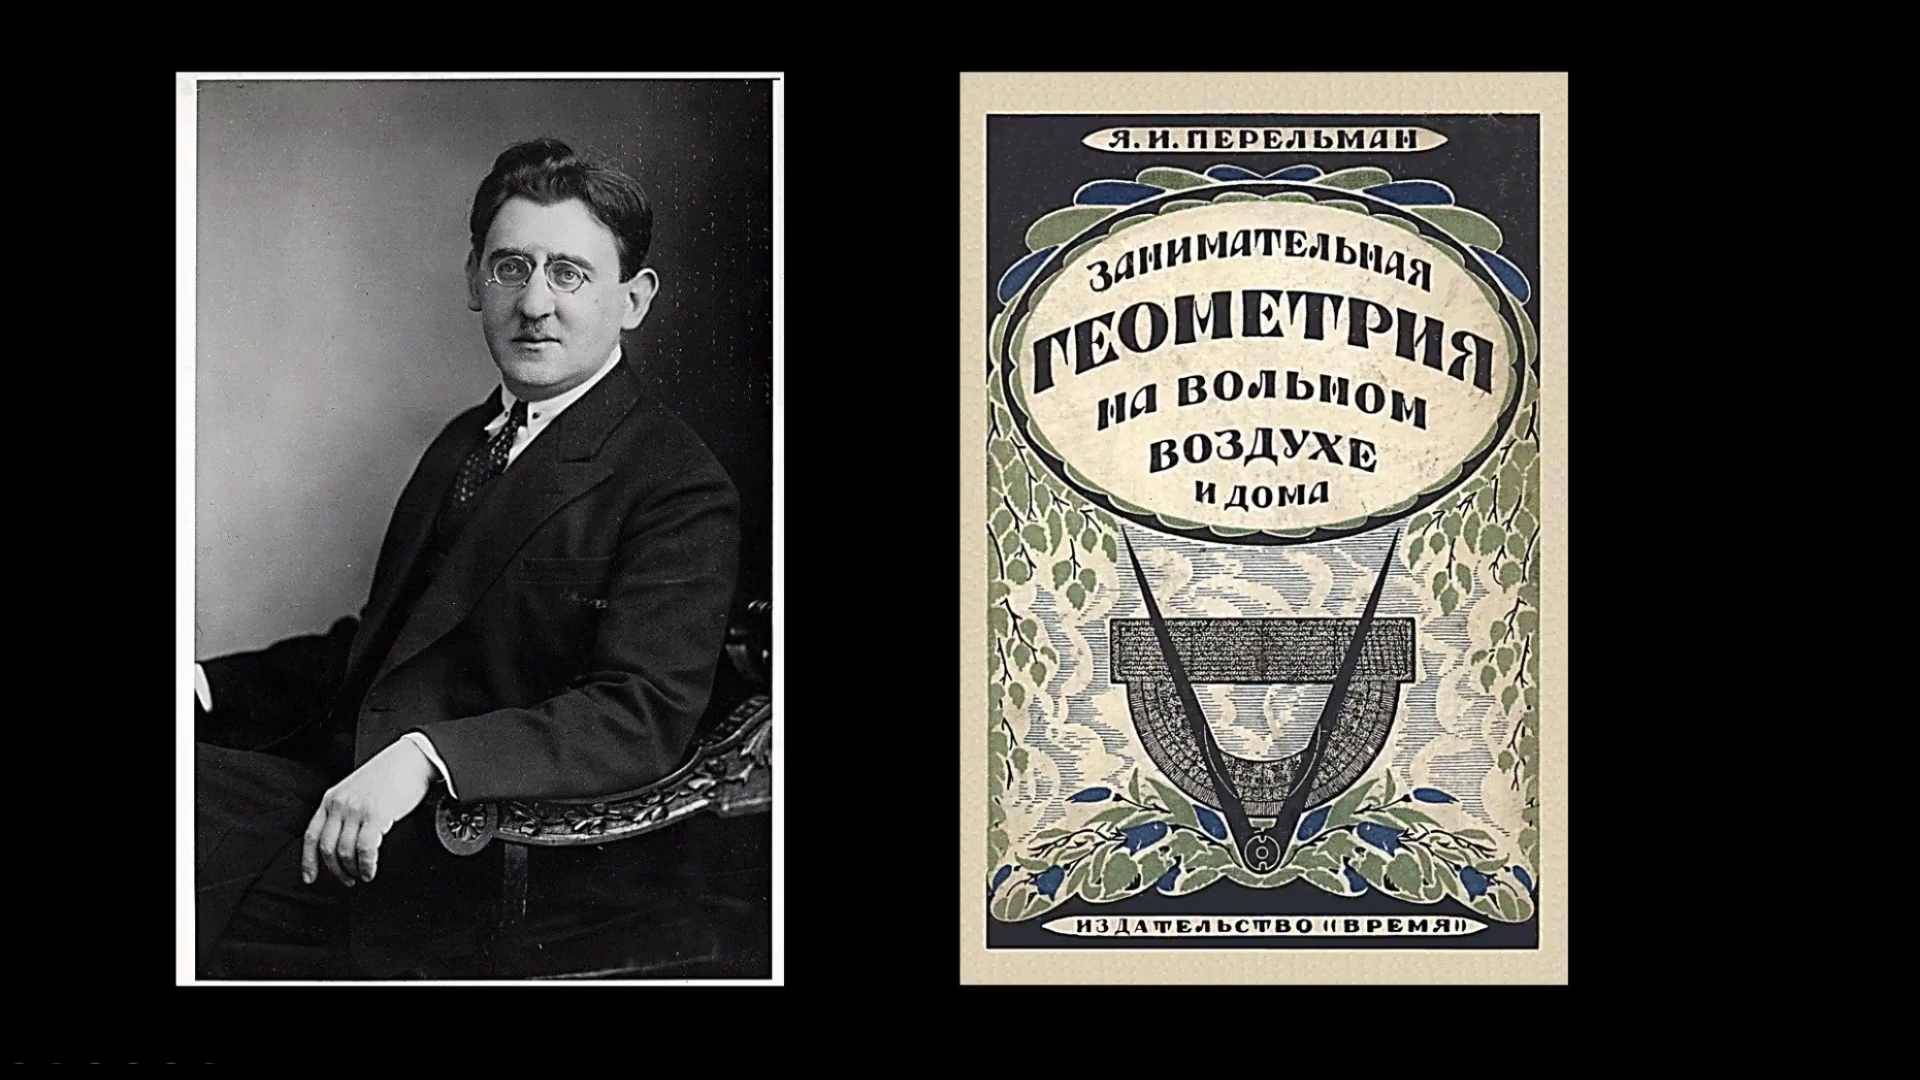 Я. И. ПЕРЕЛЬМАН
ЗАНИМАТЕЛЬНАЯ
ГЕОМЕТРИЯ
НА ВОЛЬНОМ
ВОЗДУХЕ
И ДОМА
ИЗДАТЕЛЬСТВО «ВРЕМЯ»